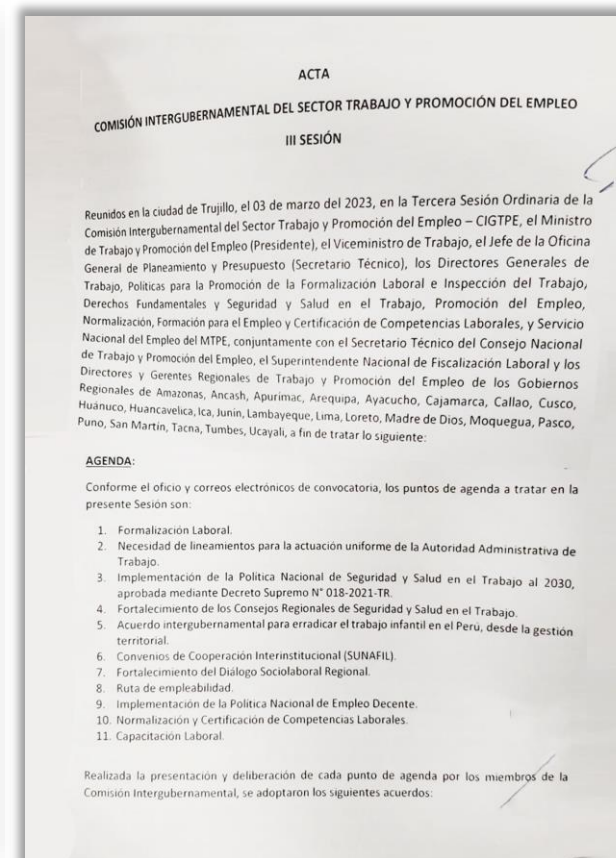 ACTA
COMISIÓN INTERGUBERNAMENTAL DEL SECTOR TRABAJO Y PROMOCIÓN DEL EMPLEO
III SESIÓN
Reunidos en la ciudad de Trujillo, el 03 de marzo del 2023, en la Tercera Sesión Ordinaria de la
Comisión Intergubernamental del Sector Trabajo y Promoción del Empleo – CIGTPE, el Ministro
de Trabajo y Promoción del Empleo (Presidente), el Viceministro de Trabajo, el Jefe de la Oficina
General de Planeamiento y Presupuesto (Secretario Técnico), los Directores Generales de
Trabajo, Políticas para la Promoción de la Formalización Laboral e Inspección del Trabajo,
Derechos Fundamentales y Seguridad y Salud en el Trabajo, Promoción del Empleo,
Normalización, Formación para el Empleo y Certificación de Competencias Laborales, y Servicio
Nacional del Empleo del MTPE, conjuntamente con el Secretario Técnico del Consejo Nacional
de Trabajo y Promoción del Empleo, el Superintendente Nacional de Fiscalización Laboral y los
Directores y Gerentes Regionales de Trabajo y Promoción del Empleo de los Gobiernos
Regionales de Amazonas, Ancash, Apurimac, Arequipa, Ayacucho, Cajamarca, Callao, Cusco,
Huánuco, Huancavelica, Ica, Junín, Lambayeque, Lima, Loreto, Madre de Dios, Moquegua, Pasco,
Puno, San Martín, Tacna, Tumbes, Ucayali, a fin de tratar lo siguiente:
AGENDA:
Conforme el oficio y correos electrónicos de convocatoria, los puntos de agenda a tratar en la
presente Sesión son:
1. Formalización Laboral.
2. Necesidad de lineamientos para la actuación uniforme de la Autoridad Administrativa de
Trabajo.
3. Implementación de la Política Nacional de Seguridad y Salud en el Trabajo al 2030,
aprobada mediante Decreto Supremo N° 018-2021-TR.
4. Fortalecimiento de los Consejos Regionales de Seguridad y Salud en el Trabajo.
5. Acuerdo intergubernamental para erradicar el trabajo infantil en el Perú, desde la gestión
territorial.
6. Convenios de Cooperación Interinstitucional (SUNAFIL).
7. Fortalecimiento del Diálogo Sociolaboral Regional.
8. Ruta de empleabilidad.
9. Implementación de la Política Nacional de Empleo Decente.
10. Normalización y Certificación de Competencias Laborales.
11. Capacitación Laboral.
Realizada la presentación y deliberación de cada punto de agenda por los miembros de la
Comisión Intergubernamental, se adoptaron los siguientes acuerdos: